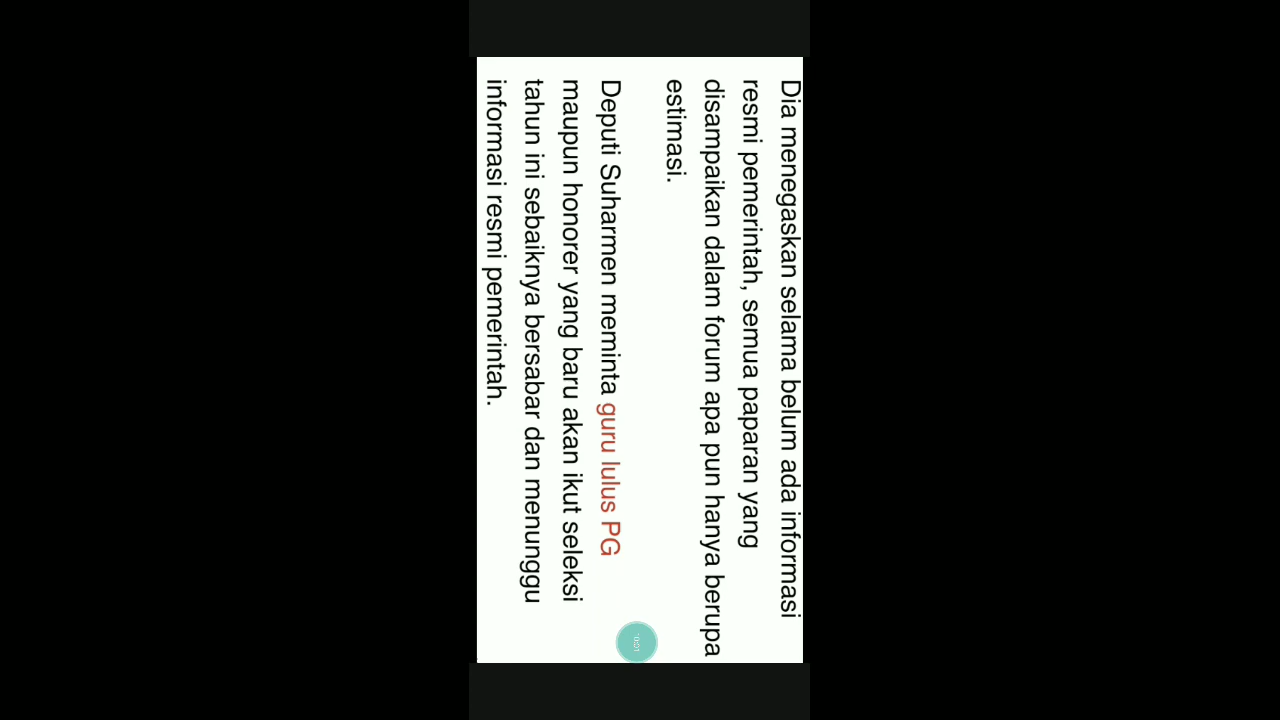 Dia menegaskan selama belum ada informasi
resmi pemerintah, semua paparan yang
disampaikan dalam forum apa pun hanya berupa
estimasi.
Deputi Suharmen meminta guru lulus PG
maupun honorer yang baru akan ikut seleksi
tahun ini sebaiknya bersabar dan menunggu
informasi resmi pemerintah.